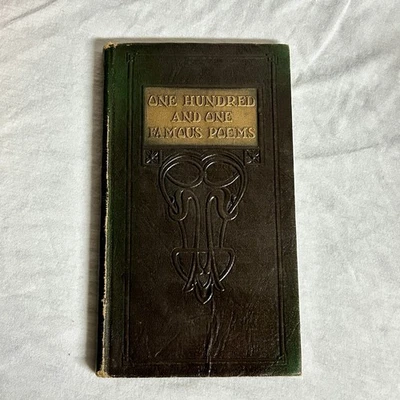 ONE HUNDRED
AND ONE
FAMOUS POEMS